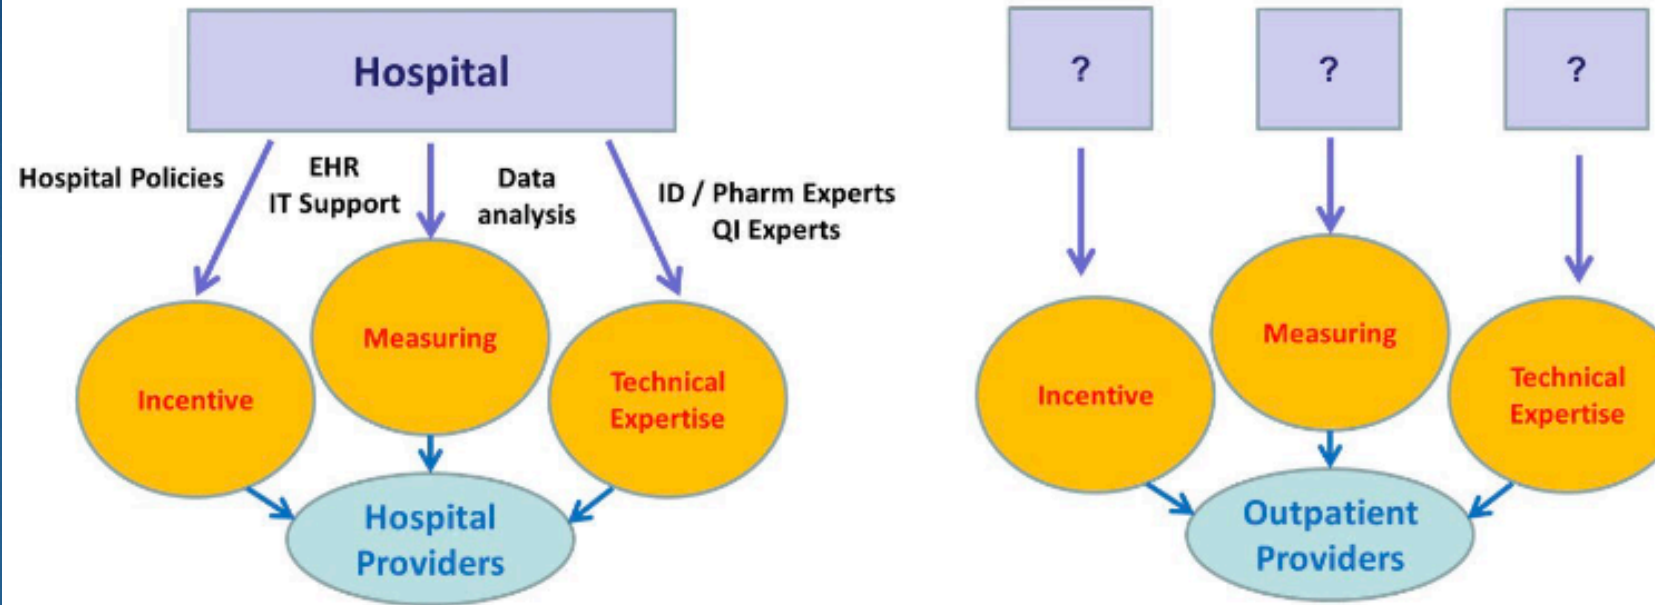 Hospital
Hospital Policies
EHR
IT Support
Data
analysis
ID / Pharm Experts
QI Experts
Incentive
Measuring
Technical
Expertise
Hospital
Providers
?
?
?
Incentive
Measuring
Technical
Expertise
Outpatient
Providers